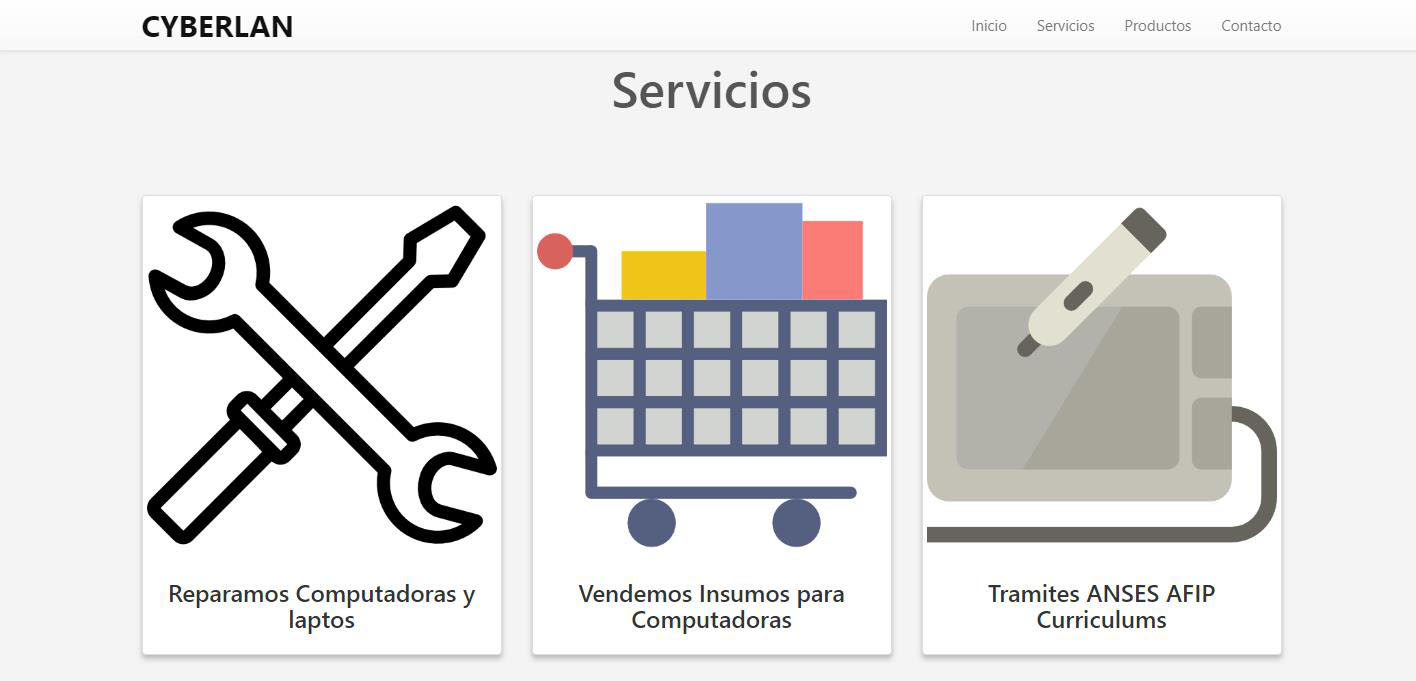 CYBERLAN
Inicio Servicios Productos Contacto
Servicios
Reparamos Computadoras y
laptos
Vendemos Insumos para
Computadoras
Tramites ANSES AFIP
Curriculums